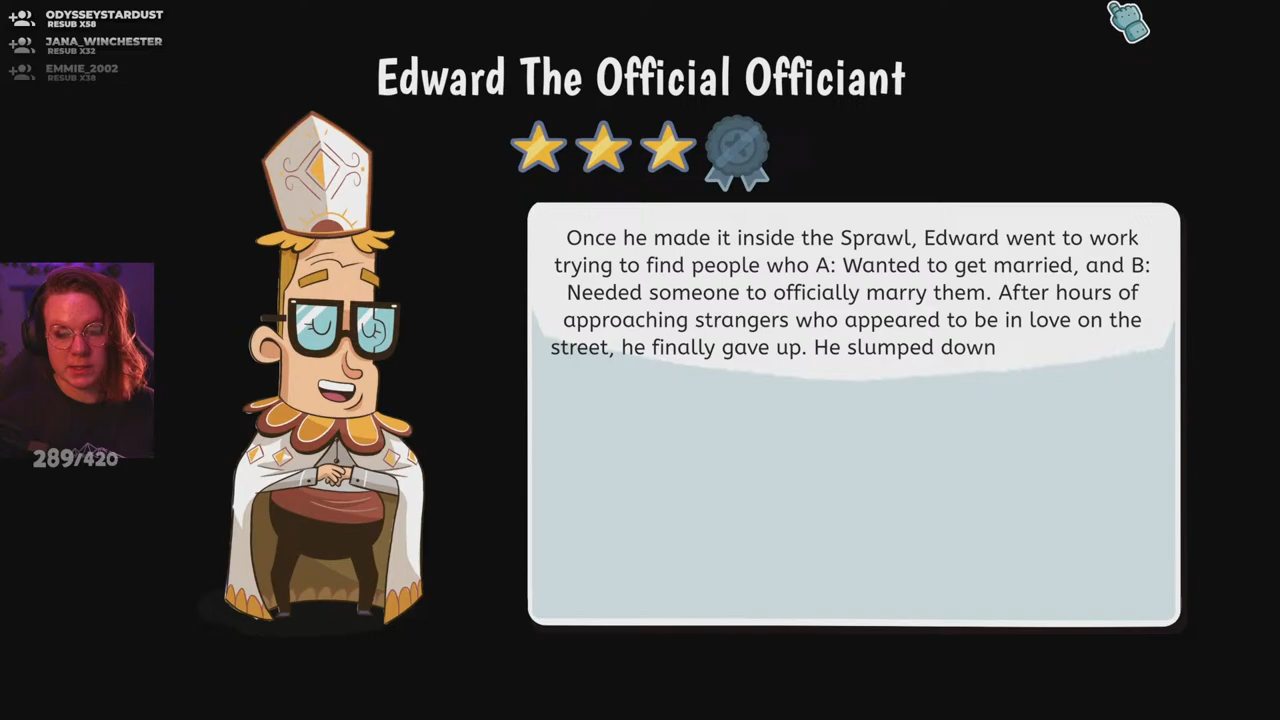 ODYSSEYSTARDUST
RESUB X58
JANA_WINCHESTER
RESUB X32
EMMIE_2002
RESUB X38
Edward The Official Officiant
Once he made it inside the Sprawl, Edward went to work
trying to find people who A: Wanted to get married, and B:
Needed someone to officially marry them. After hours of
approaching strangers who appeared to be in love on the
street, he finally gave up. He slumped down
289/420